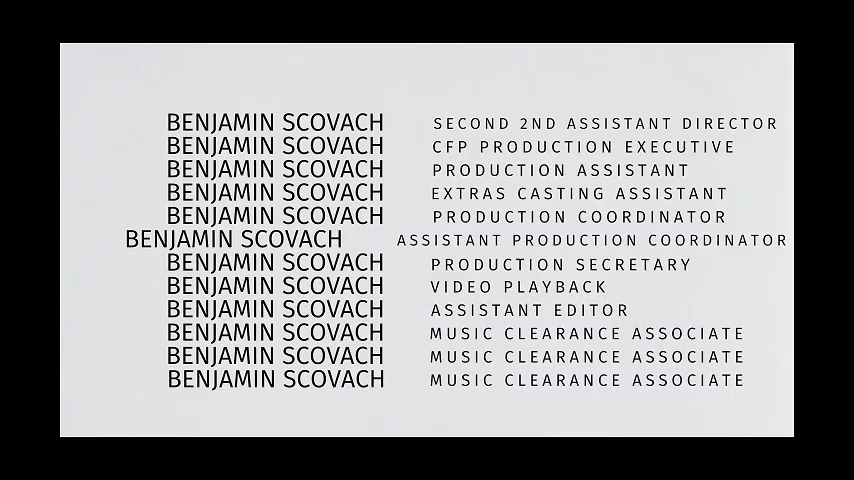 BENJAMIN SCOVACH SECOND 2ND ASSISTANT DIRECTOR
BENJAMIN SCOVACH CFP PRODUCTION EXECUTIVE
BENJAMIN SCOVACH PRODUCTION ASSISTANT
BENJAMIN SCOVACH EXTRAS CASTING ASSISTANT
BENJAMIN SCOVACH PRODUCTION COORDINATOR
BENJAMIN SCOVACH ASSISTANT PRODUCTION COORDINATOR
BENJAMIN SCOVACH PRODUCTION SECRETARY
BENJAMIN SCOVACH VIDEO PLAYBACK
BENJAMIN SCOVACH ASSISTANT EDITOR
BENJAMIN SCOVACH MUSIC CLEARANCE ASSOCIATE
BENJAMIN SCOVACH MUSIC CLEARANCE ASSOCIATE
BENJAMIN SCOVACH MUSIC CLEARANCE ASSOCIATE